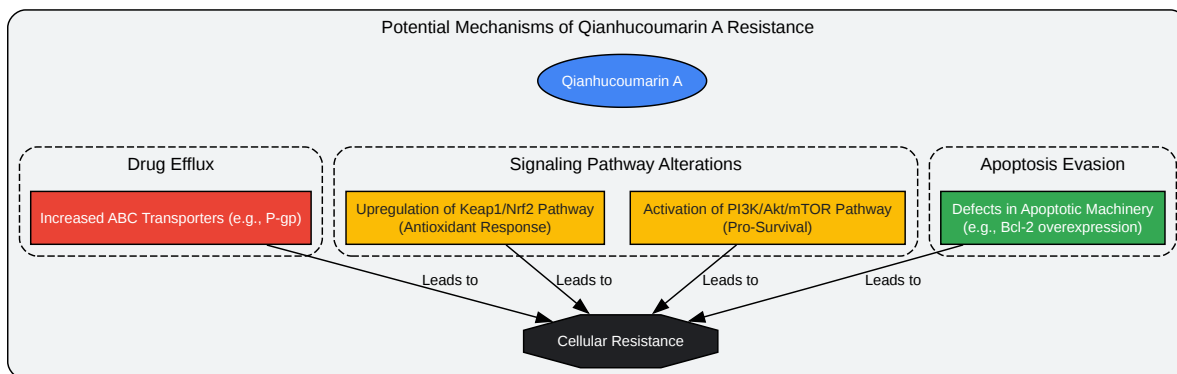 Potential Mechanisms of Qianhucoumarin A Resistance
Qianhucoumarin A
Drug Efflux
Increased ABC Transporters (e.g., P-gp)
Signaling Pathway Alterations
Upregulation of Keap1/Nrf2 Pathway
(Antioxidant Response)
Activation of PI3K/Akt/mTOR Pathway
(Pro-Survival)
Apoptosis Evasion
Defects in Apoptotic Machinery
(e.g., Bcl-2 overexpression)
Leads to
Leads to
Leads to
Leads to
Cellular Resistance